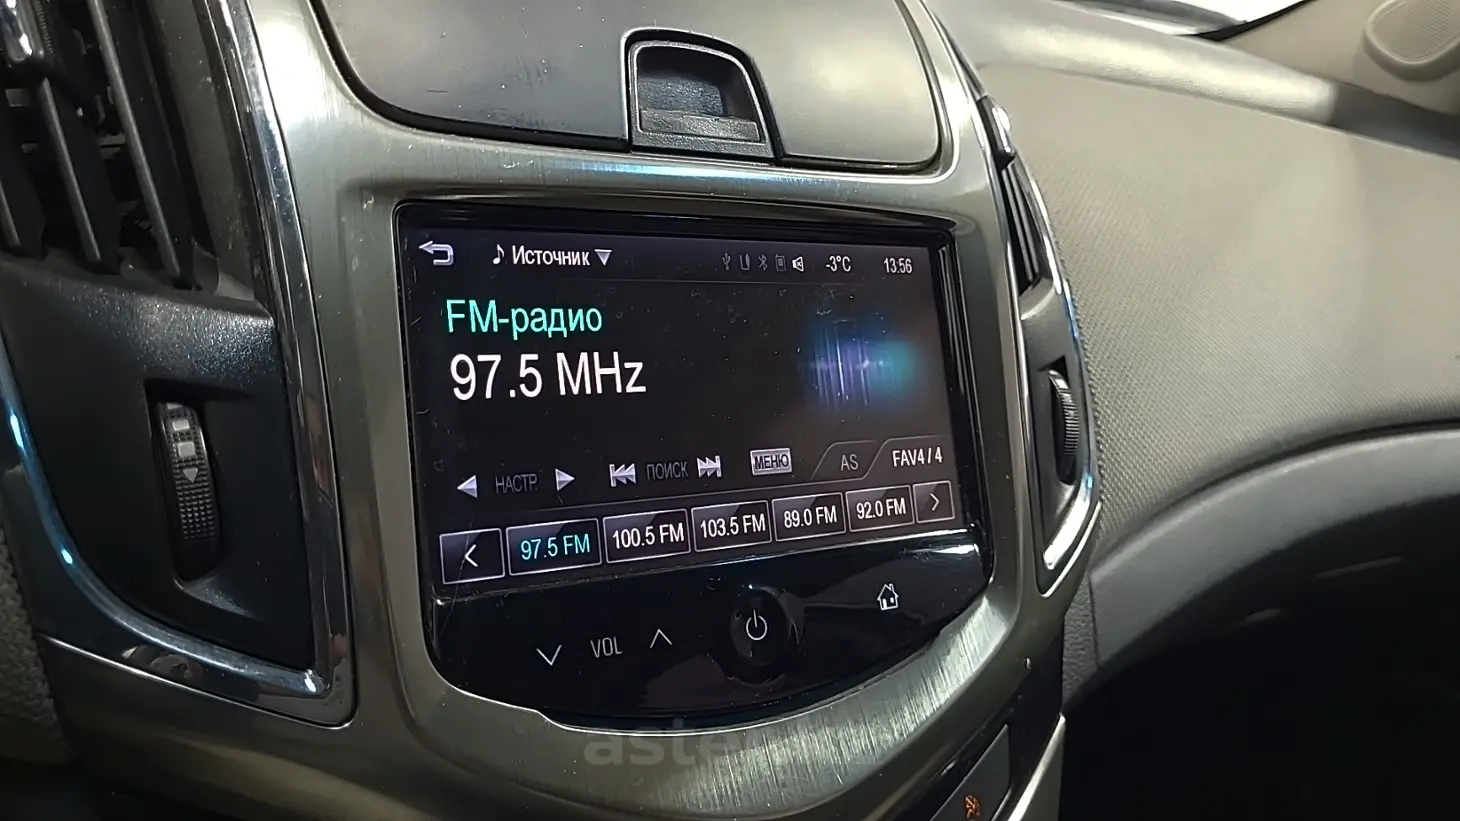 Источник -3°C 13:56
FM-радио
97.5 MHz
НАСТР. ПОИСК МЕНЮ AS FAV4 / 4
97.5 FM 100.5 FM 103.5 FM 89.0 FM 92.0 FM
VOL